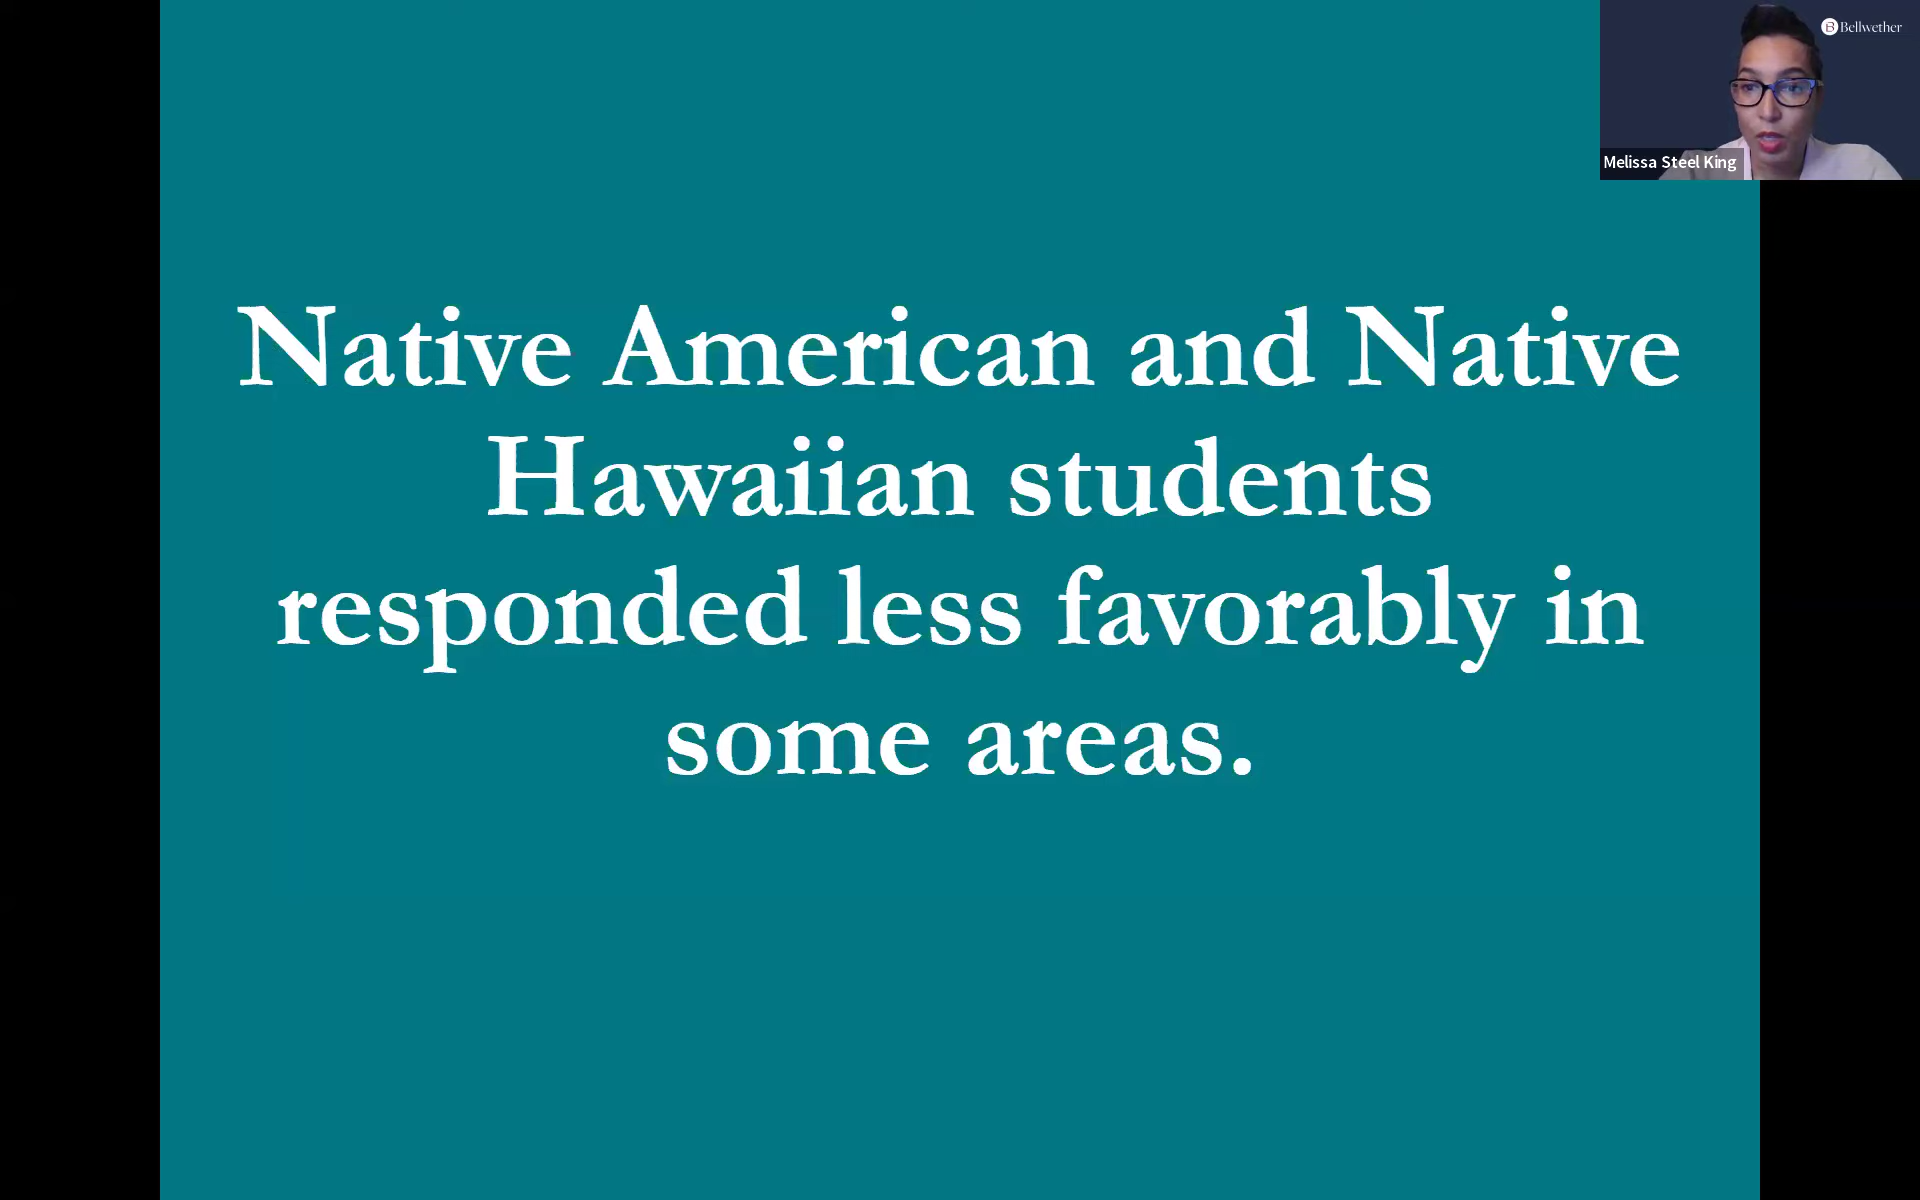 Bellwether
Melissa Steel King
Native American and Native
Hawaiian students
responded less favorably in
some areas.